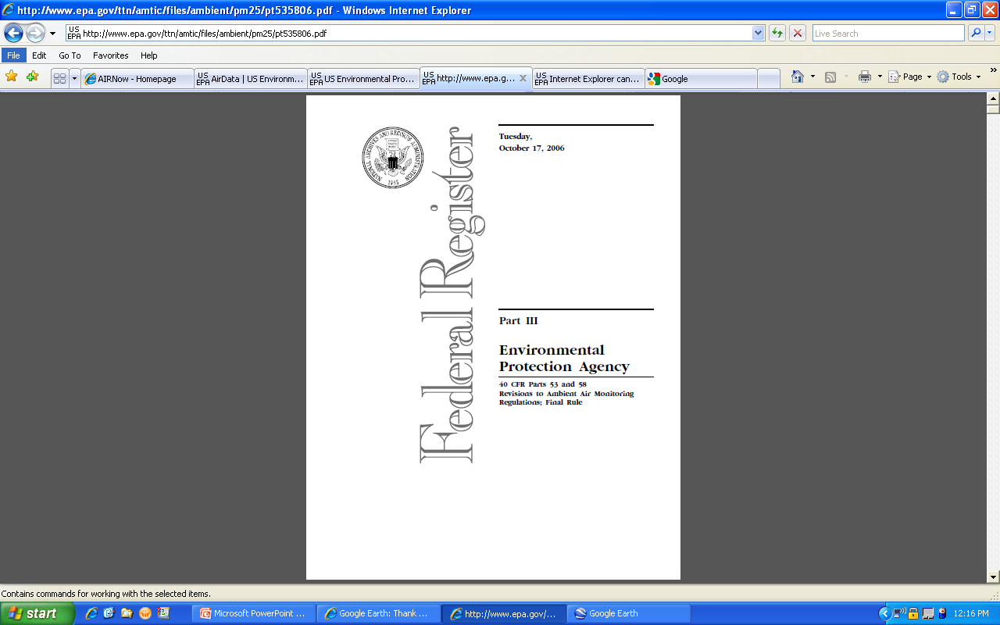 http://www.epa.gov/ttn/amtic/files/ambient/pm25/pt535806.pdf - Windows Internet Explorer
US EPA http://www.epa.gov/ttn/amtic/files/ambient/pm25/pt535806.pdf
Live Search
File Edit Go To Favorites Help
AIRNow - Homepage
US EPA AirData | US Environm...
US EPA US Environmental Pro...
US EPA http://www.epa.g...
US EPA Internet Explorer can...
Google
Page
Tools
NATIONAL ARCHIVES AND RECORDS ADMINISTRATION
1985
Federal Register
Tuesday,
October 17, 2006
Part III
Environmental
Protection Agency
40 CFR Parts 53 and 58
Revisions to Ambient Air Monitoring
Regulations; Final Rule
Contains commands for working with the selected items.
start
Microsoft PowerPoint ...
Google Earth: Thank ...
http://www.epa.gov/...
Google Earth
12:16 PM